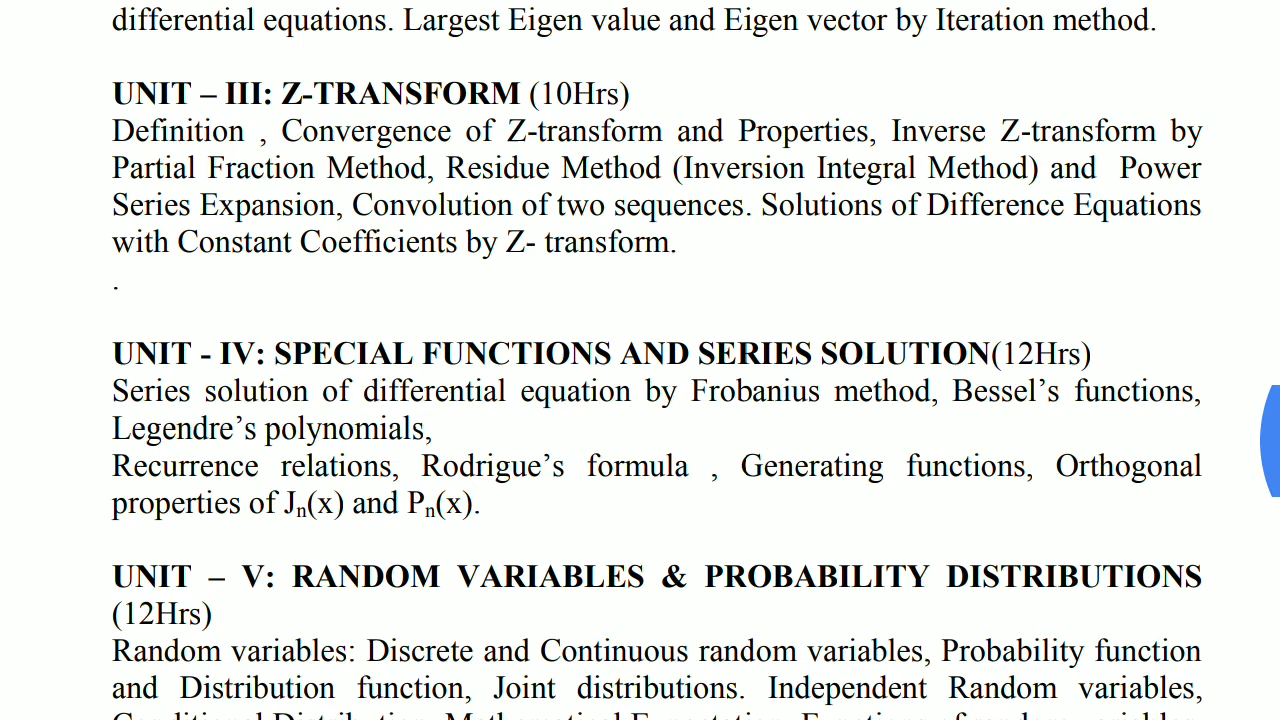 differential equations. Largest Eigen value and Eigen vector by Iteration method.
UNIT – III: Z-TRANSFORM (10Hrs)
Definition , Convergence of Z-transform and Properties, Inverse Z-transform by
Partial Fraction Method, Residue Method (Inversion Integral Method) and Power
Series Expansion, Convolution of two sequences. Solutions of Difference Equations
with Constant Coefficients by Z- transform.
.
UNIT - IV: SPECIAL FUNCTIONS AND SERIES SOLUTION(12Hrs)
Series solution of differential equation by Frobanius method, Bessel’s functions,
Legendre’s polynomials,
Recurrence relations, Rodrigue’s formula , Generating functions, Orthogonal
properties of Jn(x) and Pn(x).
UNIT – V: RANDOM VARIABLES & PROBABILITY DISTRIBUTIONS
(12Hrs)
Random variables: Discrete and Continuous random variables, Probability function
and Distribution function, Joint distributions. Independent Random variables,